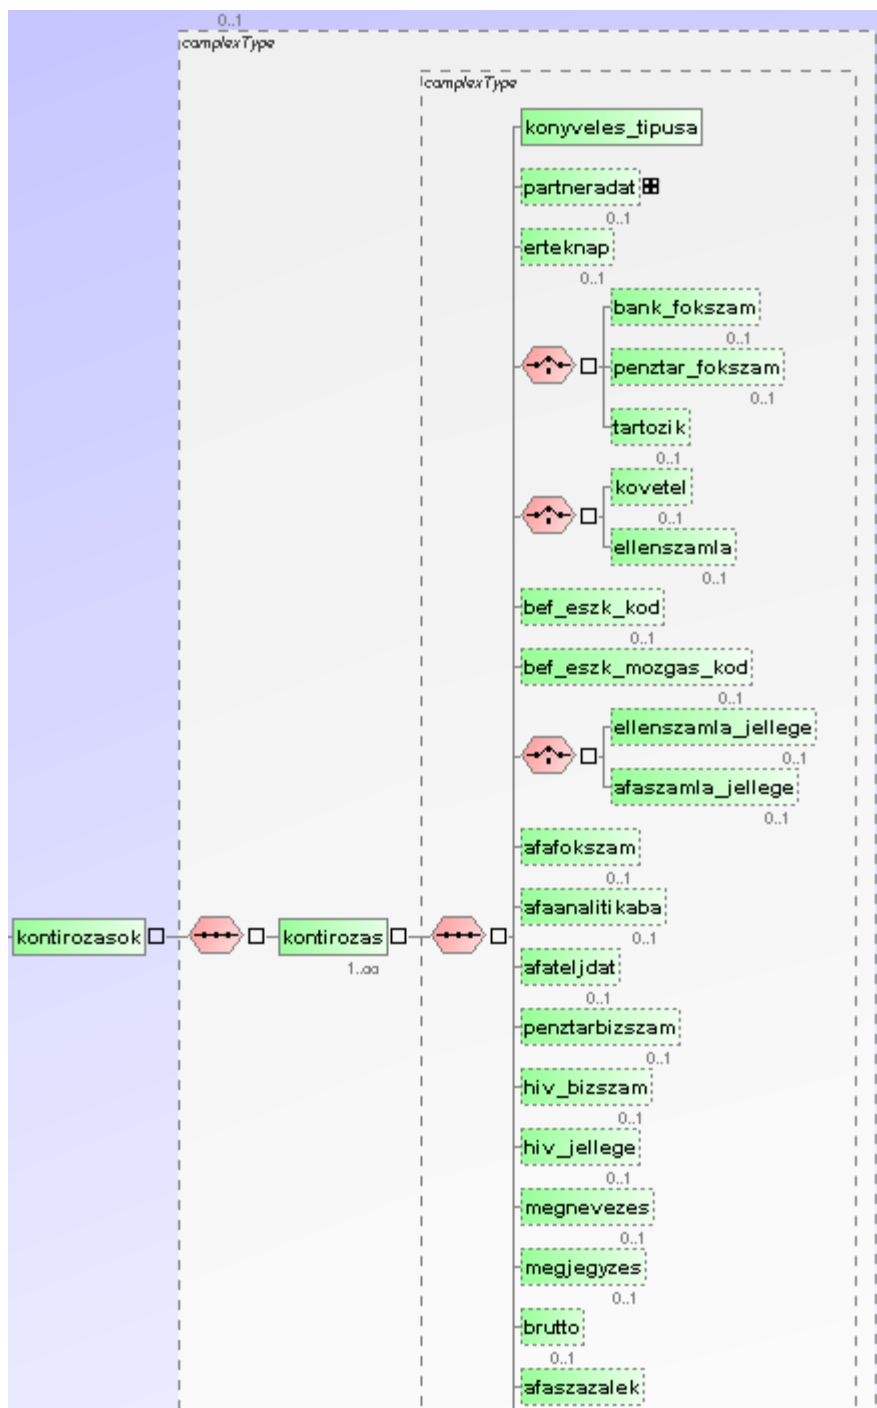 0..1
complexType
complexType
konyveles_tipusa
partneradat
0..1
erteknap
0..1
bank_fokszam
0..1
penztar_fokszam
0..1
tartozik
0..1
kovetel
0..1
ellenszamla
0..1
bef_eszk_kod
0..1
bef_eszk_mozgas_kod
0..1
ellenszamla_jellege
0..1
afaszamla_jellege
0..1
afafokszam
0..1
afaanalitikaba
0..1
kontirozasok
kontirozas
1..∞
afateljdat
0..1
penztarbizszam
0..1
hiv_bizszam
0..1
hiv_jellege
0..1
megnevezes
0..1
megjegyzes
0..1
brutto
0..1
afaszazalek